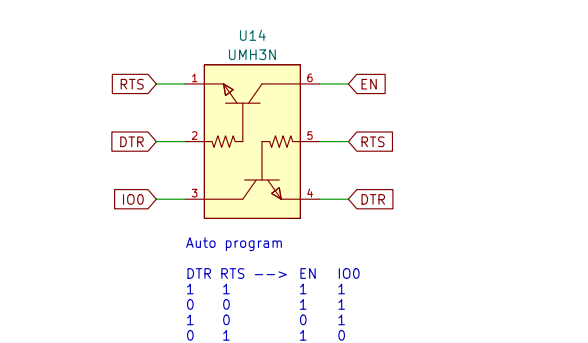 U14
UMH3N
RTS 1 6 EN
DTR 2 5 RTS
IO0 3 4 DTR
Auto program
DTR RTS --> EN IO0
1 1 1 1
0 0 1 1
1 0 0 1
0 1 1 0